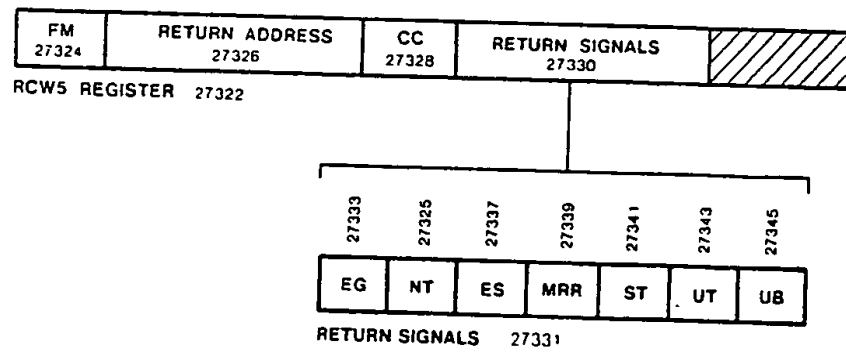 FM RETURN ADDRESS CC RETURN SIGNALS
27324 27326 27328 27330
RCW5 REGISTER 27322
27333 27325 27337 27339 27341 27343 27345
EG NT ES MRR ST UT UB
RETURN SIGNALS 27331